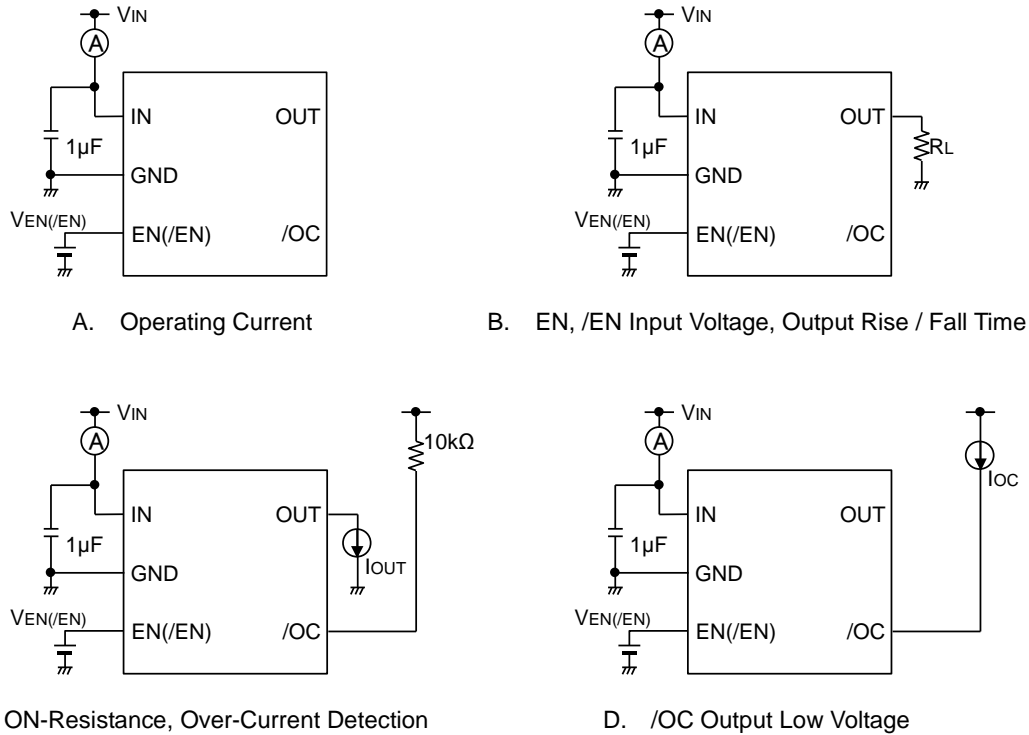 VIN
A
IN OUT
1μF
GND
VEN(/EN)
EN(/EN) /OC
A. Operating Current
VIN
A
IN OUT
1μF
RL
GND
VEN(/EN)
EN(/EN) /OC
B. EN, /EN Input Voltage, Output Rise / Fall Time
VIN
A
10kΩ
IN OUT
1μF
IOUT
GND
VEN(/EN)
EN(/EN) /OC
ON-Resistance, Over-Current Detection
VIN
A
IOC
IN OUT
1μF
GND
VEN(/EN)
EN(/EN) /OC
D. /OC Output Low Voltage